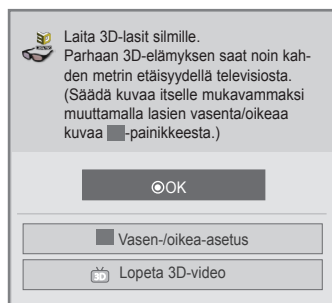 Laita 3D-lasit silmille.
Parhaan 3D-elämyksen saat noin kah-
den metrin etäisyydellä televisiosta.
(Säädä kuvaa itselle mukavammaksi
muuttamalla lasien vasenta/oikeaa
kuvaa -painikkeesta.)
OK
Vasen-/oikea-asetus
Lopeta 3D-video